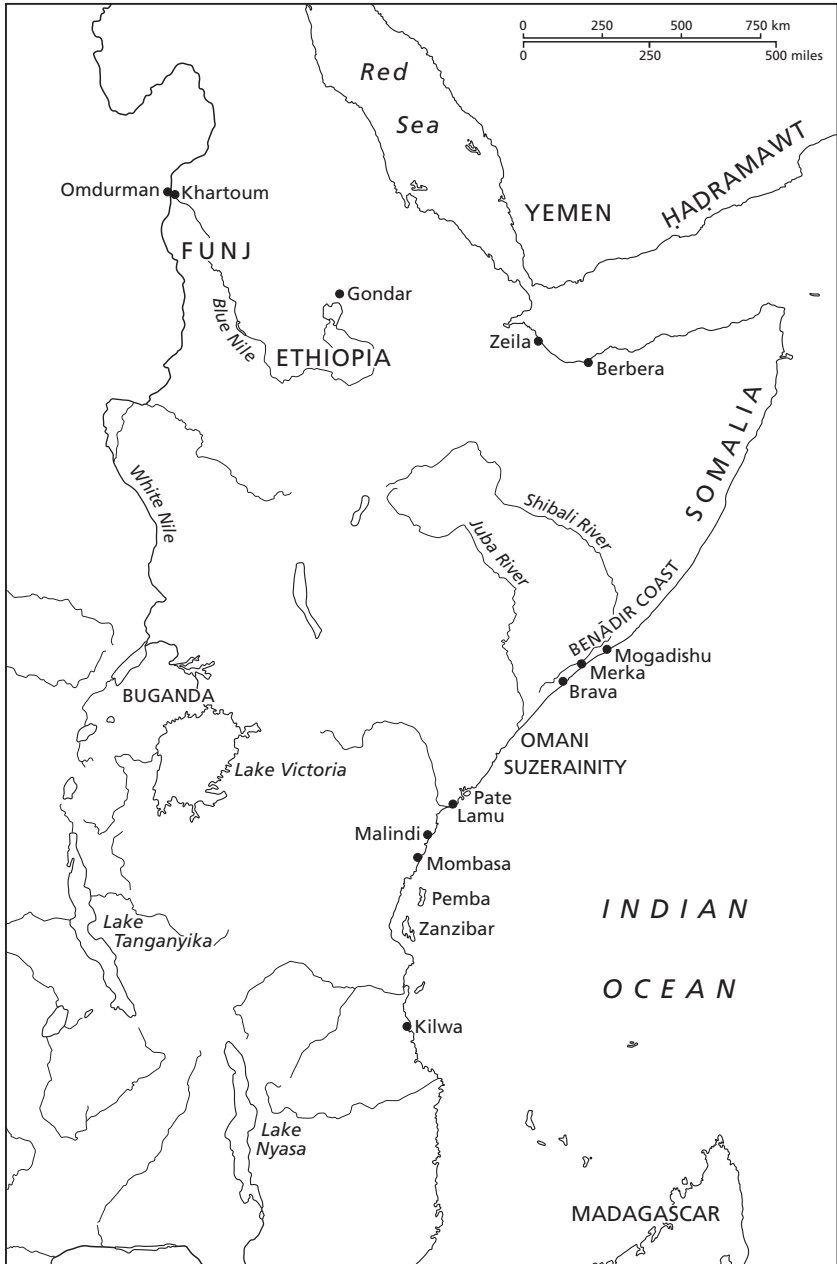 0 250 500 750 km
0 250 500 miles
Red
Sea
ḤAḌRAMAWT
YEMEN
Omdurman
Khartoum
FUNJ
Gondar
Blue Nile
ETHIOPIA
Zeila
Berbera
SOMALIA
White Nile
Shibali River
Juba River
BENĀDIR COAST
Mogadishu
Merka
Brava
BUGANDA
OMANI
SUZERAINITY
Lake Victoria
Pate
Lamu
Malindi
Mombasa
Pemba
Zanzibar
INDIAN
OCEAN
Lake
Tanganyika
Kilwa
Lake
Nyasa
MADAGASCAR